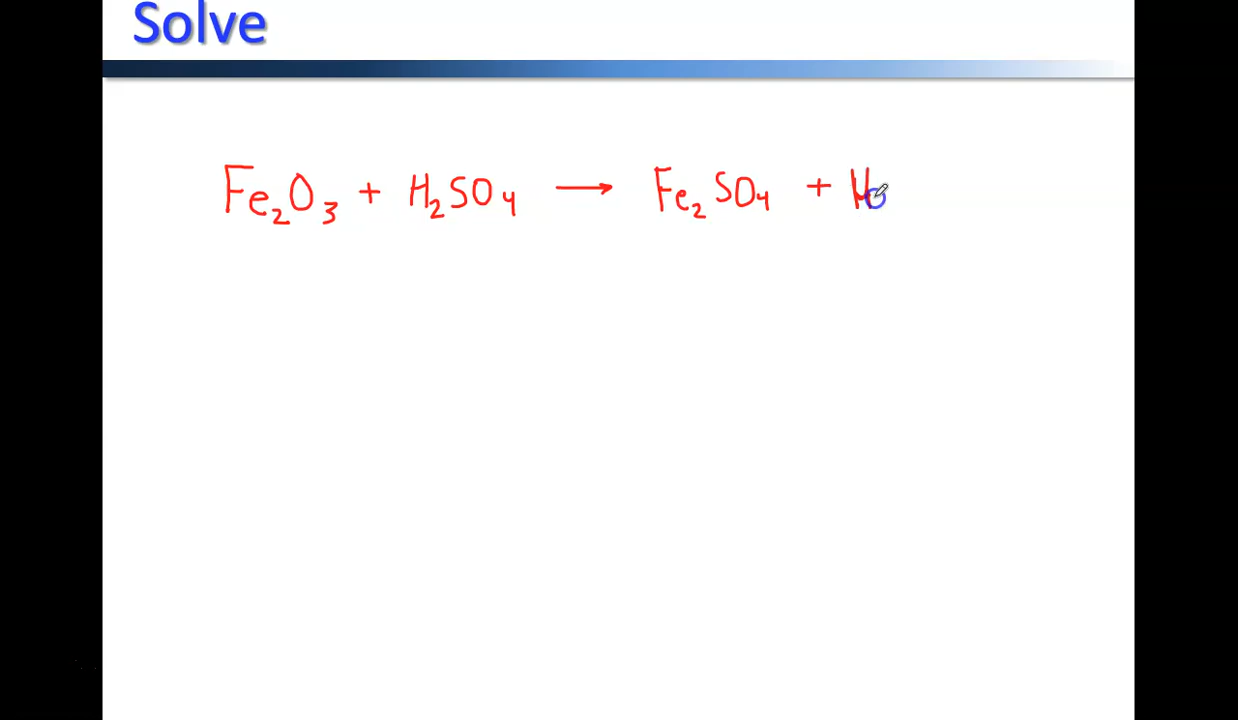 Solve
Fe₂O₃ + H₂SO₄ → Fe₂SO₄ + H